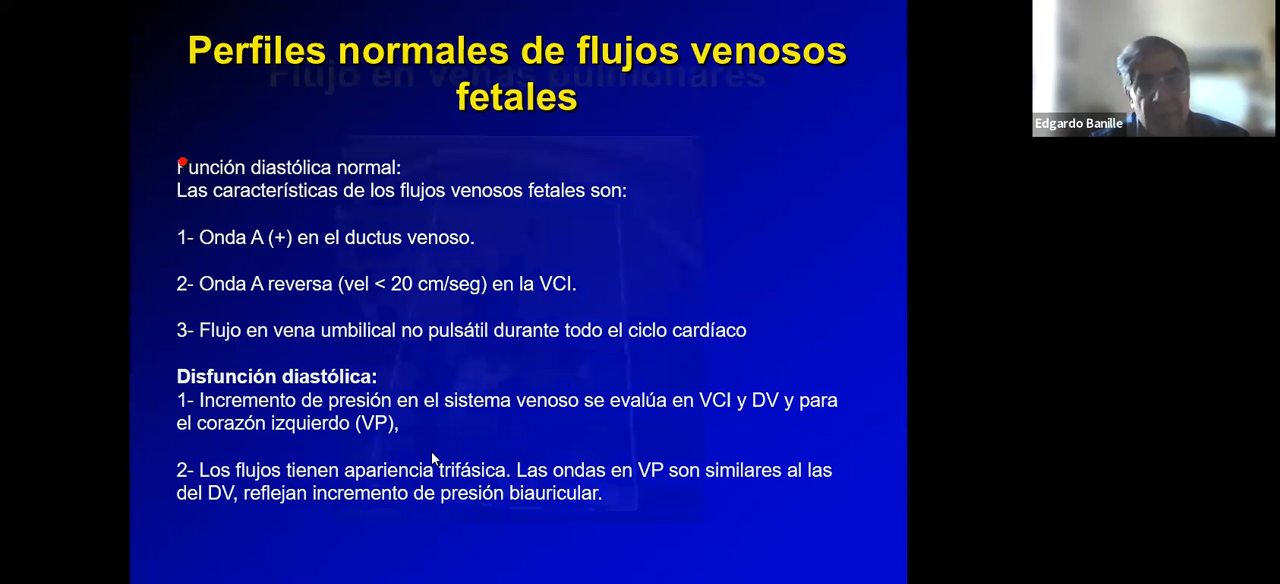 Perfiles normales de flujos venosos
fetales
Flujo en venas pulmonares
Función diastólica normal:
Las características de los flujos venosos fetales son:
1- Onda A (+) en el ductus venoso.
2- Onda A reversa (vel < 20 cm/seg) en la VCI.
3- Flujo en vena umbilical no pulsátil durante todo el ciclo cardíaco
Disfunción diastólica:
1- Incremento de presión en el sistema venoso se evalúa en VCI y DV y para
el corazón izquierdo (VP),
2- Los flujos tienen apariencia trifásica. Las ondas en VP son similares al las
del DV, reflejan incremento de presión biauricular.
Edgardo Banille